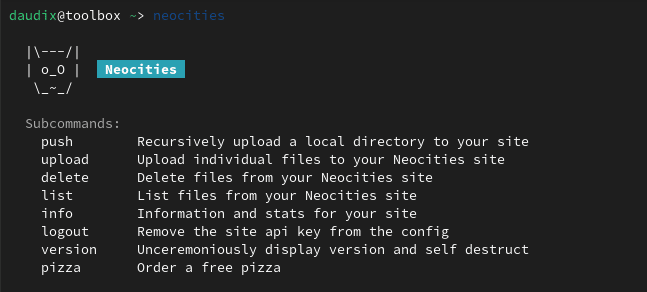 daudix@toolbox ~> neocities
|\---/|
| o_O |  Neocities
\_~_/
Subcommands:
push        Recursively upload a local directory to your site
upload      Upload individual files to your Neocities site
delete      Delete files from your Neocities site
list        List files from your Neocities site
info        Information and stats for your site
logout      Remove the site api key from the config
version     Unceremoniously display version and self destruct
pizza       Order a free pizza